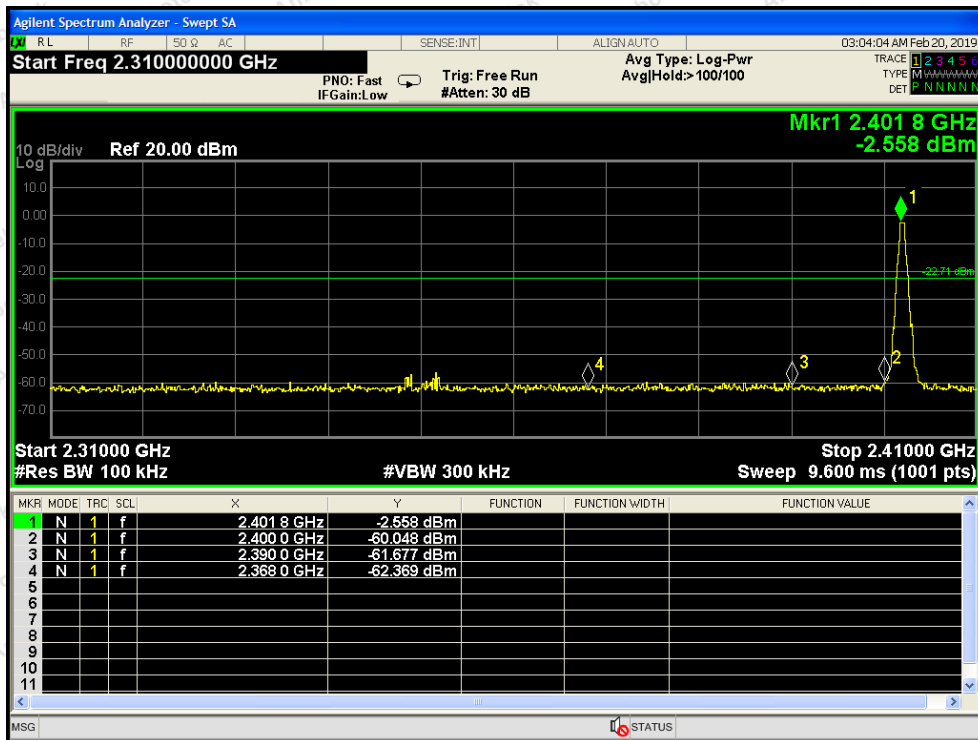 Agilent Spectrum Analyzer - Swept SA
LXI RL RF 50 Ω AC SENSE:INT ALIGN AUTO 03:04:04 AM Feb 20, 2019
Start Freq 2.310000000 GHz
PNO: Fast
IFGain:Low
Trig: Free Run
#Atten: 30 dB
Avg Type: Log-Pwr
Avg|Hold:> 100/100
TRACE 1 2 3 4 5 6
TYPE MWWWWW
DET P N N N N N
Mkr1 2.401 8 GHz
-2.558 dBm
10 dB/div Ref 20.00 dBm
Log
10.0
0.00
-10.0
-20.0
-30.0
-40.0
-50.0
-60.0
-70.0
1
-22.71 dBm
4
3
2
Start 2.31000 GHz Stop 2.41000 GHz
#Res BW 100 kHz #VBW 300 kHz Sweep 9.600 ms (1001 pts)
MKR MODE TRC SCL X Y FUNCTION FUNCTION WIDTH FUNCTION VALUE
1 N 1 f 2.401 8 GHz -2.558 dBm
2 N 1 f 2.400 0 GHz -60.048 dBm
3 N 1 f 2.390 0 GHz -61.677 dBm
4 N 1 f 2.368 0 GHz -62.369 dBm
5
6
7
8
9
10
11
MSG STATUS